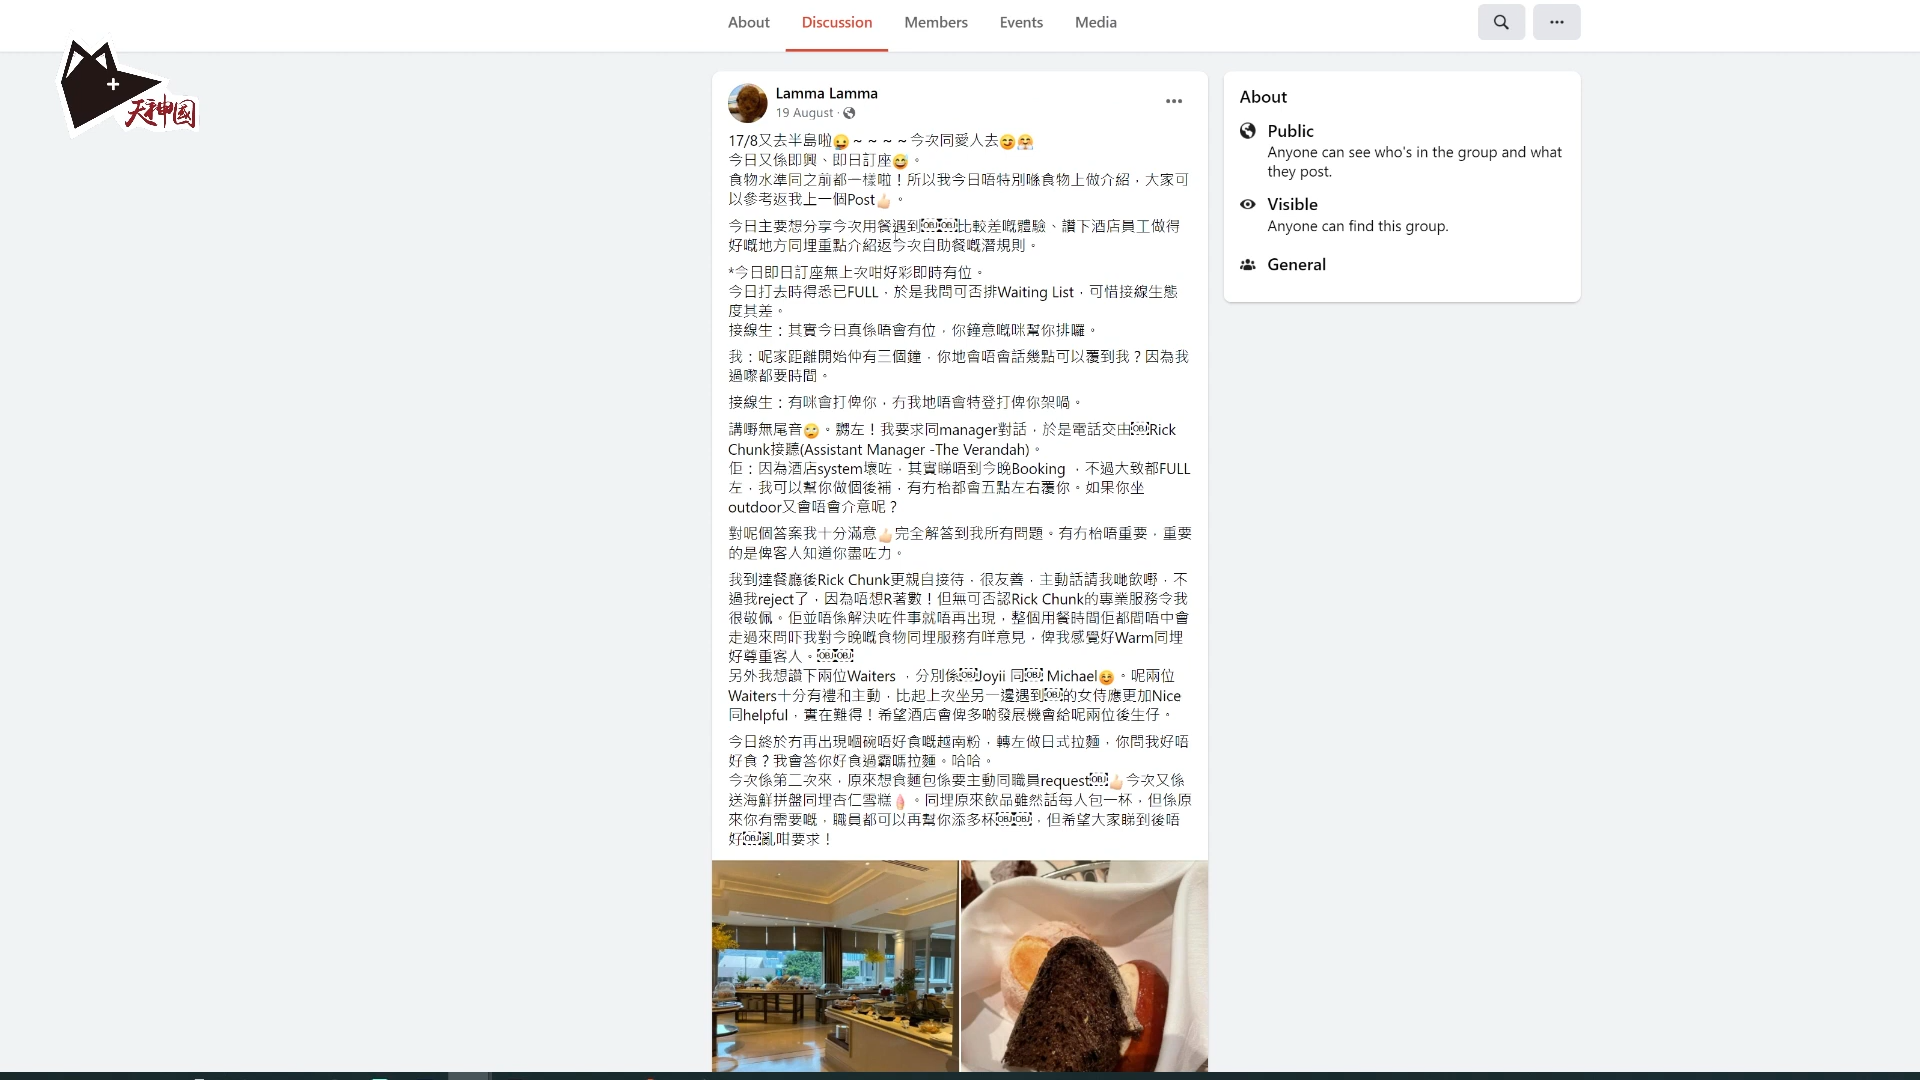 About
Discussion
Members
Events
Media
天神國
Lamma Lamma
19 August ·
17/8又去半島啦😛～～～～今次同愛人去😏🤗
今日又係即興、即日訂座😅。
食物水準同之前都一樣啦！所以我今日唔特別喺食物上做介紹，大家可
以參考返我上一個Post👍🏻。
今日主要想分享今次用餐遇到￼￼比較差嘅體驗、讚下酒店員工做得
好嘅地方同埋重點介紹返今次自助餐嘅潛規則。
*今日即日訂座無上次咁好彩即時有位。
今日打去時得悉已FULL，於是我問可否排Waiting List，可惜接線生態
度其差。
接線生：其實今日真係唔會有位，你鐘意嘅咪幫你排囉。
我：呢家距離開始仲有三個鐘，你地會唔會話幾點可以覆到我？因為我
過嚟都要時間。
接線生：有咪會打俾你，冇我地唔會特登打俾你架喎。
講嘢無尾音🙄。嬲左！我要求同manager對話，於是電話交由￼Rick
Chunk接聽(Assistant Manager -The Verandah)。
佢：因為酒店system壞咗，其實睇唔到今晚Booking ，不過大致都FULL
左，我可以幫你做個後補，有冇枱都會五點左右覆你。如果你坐
outdoor又會唔會介意呢？
對呢個答案我十分滿意👍🏻完全解答到我所有問題。有冇枱唔重要，重要
的是俾客人知道你盡咗力。
我到達餐廳後Rick Chunk更親自接待，很友善，主動話請我哋飲嘢，不
過我reject了，因為唔想R著數！但無可否認Rick Chunk的專業服務令我
很敬佩。佢並唔係解決咗件事就唔再出現，整個用餐時間佢都間唔中會
走過來問吓我對今晚嘅食物同埋服務有咩意見，俾我感覺好Warm同埋
好尊重客人。￼￼
另外我想讚下兩位Waiters ，分別係￼Joyii 同￼ Michael😊。呢兩位
Waiters十分有禮和主動，比起上次坐另一邊遇到￼的女侍應更加Nice
同helpful，實在難得！希望酒店會俾多啲發展機會給呢兩位後生仔。
今日終於冇再出現嗰碗唔好食嘅越南粉，轉左做日式拉麵，你問我好唔
好食？我會答你好食過霸嗎拉麵。哈哈。
今次係第二次來，原來想食麵包係要主動同職員request￼👍🏻今次又係
送海鮮拼盤同埋杏仁雪糕🍦。同埋原來飲品雖然話每人包一杯，但係原
來你有需要嘅，職員都可以再幫你添多杯￼￼，但希望大家睇到後唔
好￼亂咁要求！
About
Public
Anyone can see who's in the group and what
they post.
Visible
Anyone can find this group.
General